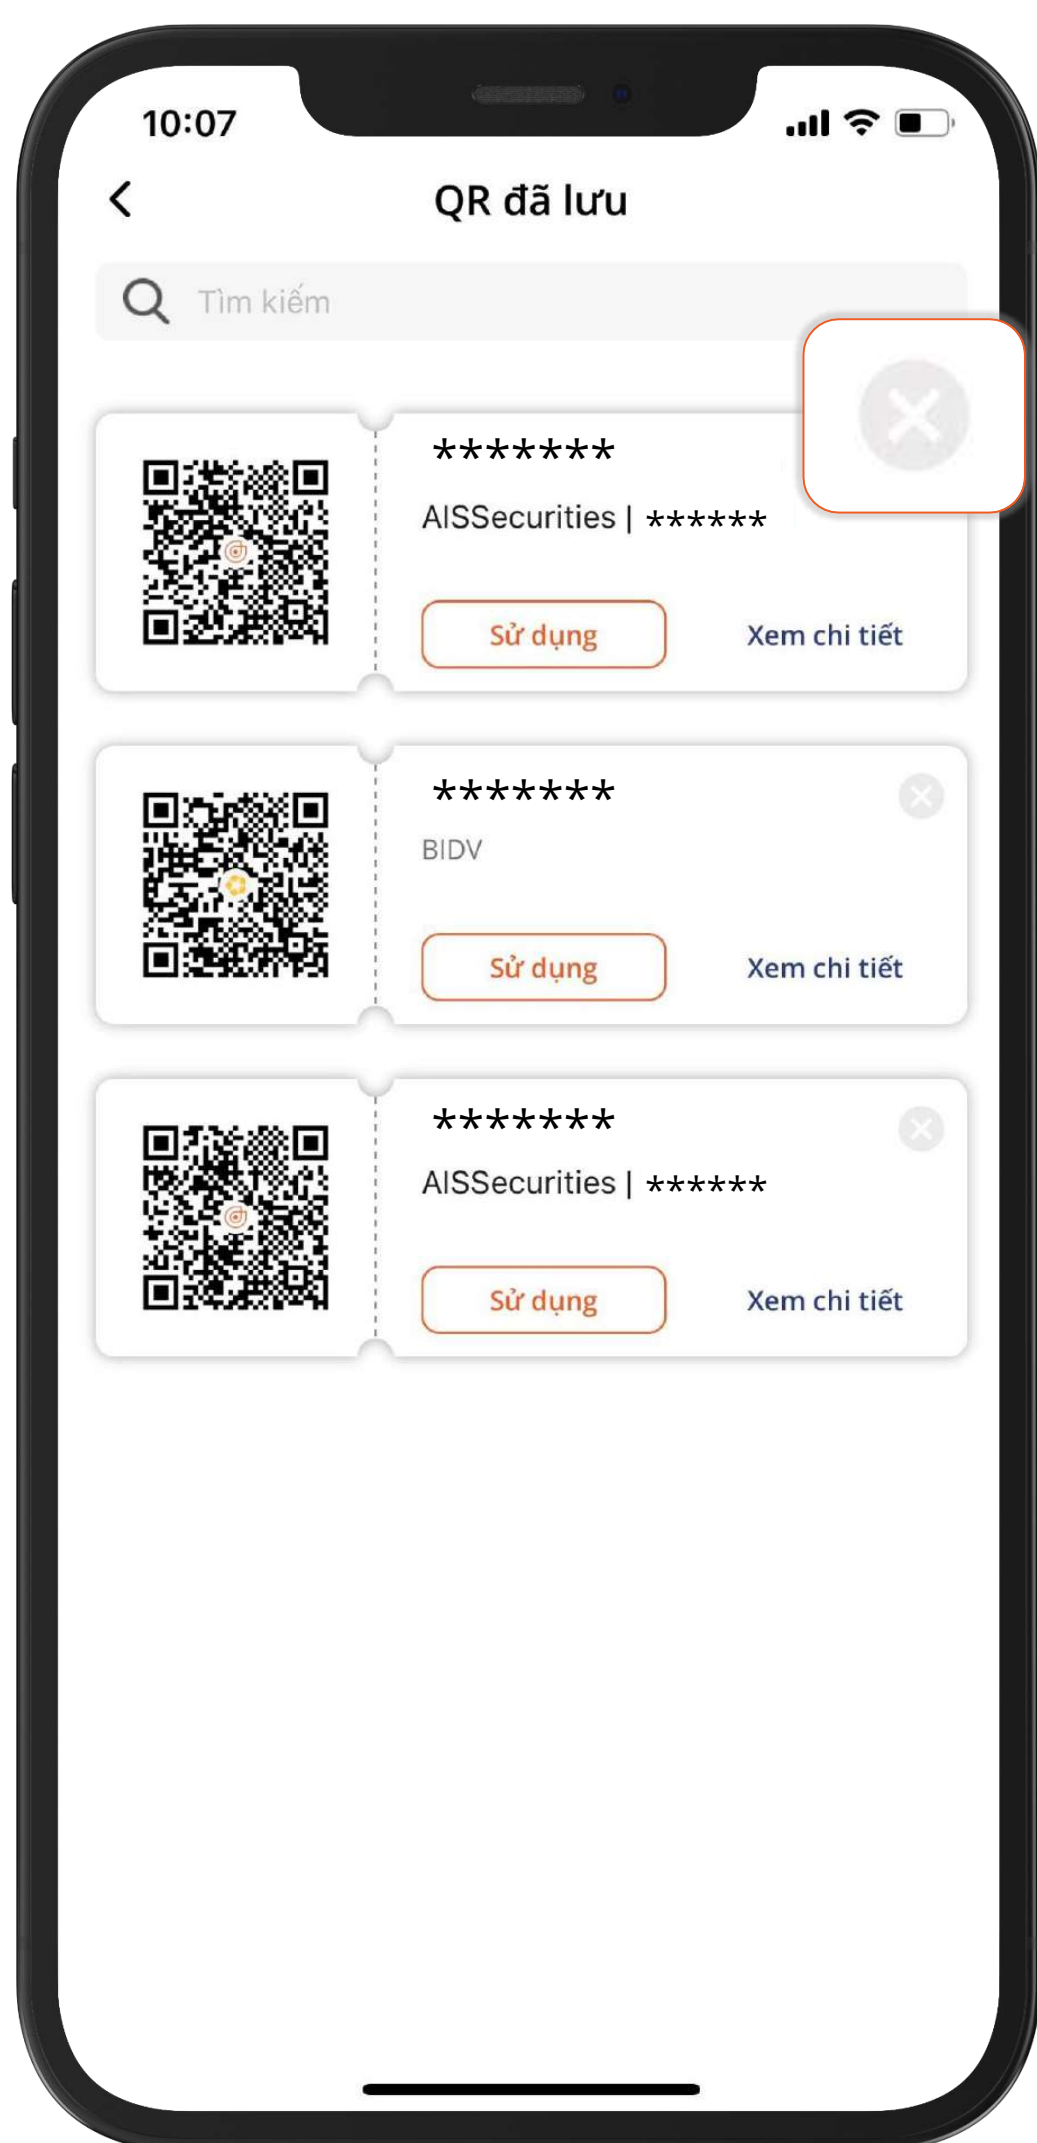 10:07
QR đã lưu
Tìm kiếm
*******
AISSecurities | ******
Sử dụng
Xem chi tiết
*******
BIDV
Sử dụng
Xem chi tiết
*******
AISSecurities | ******
Sử dụng
Xem chi tiết